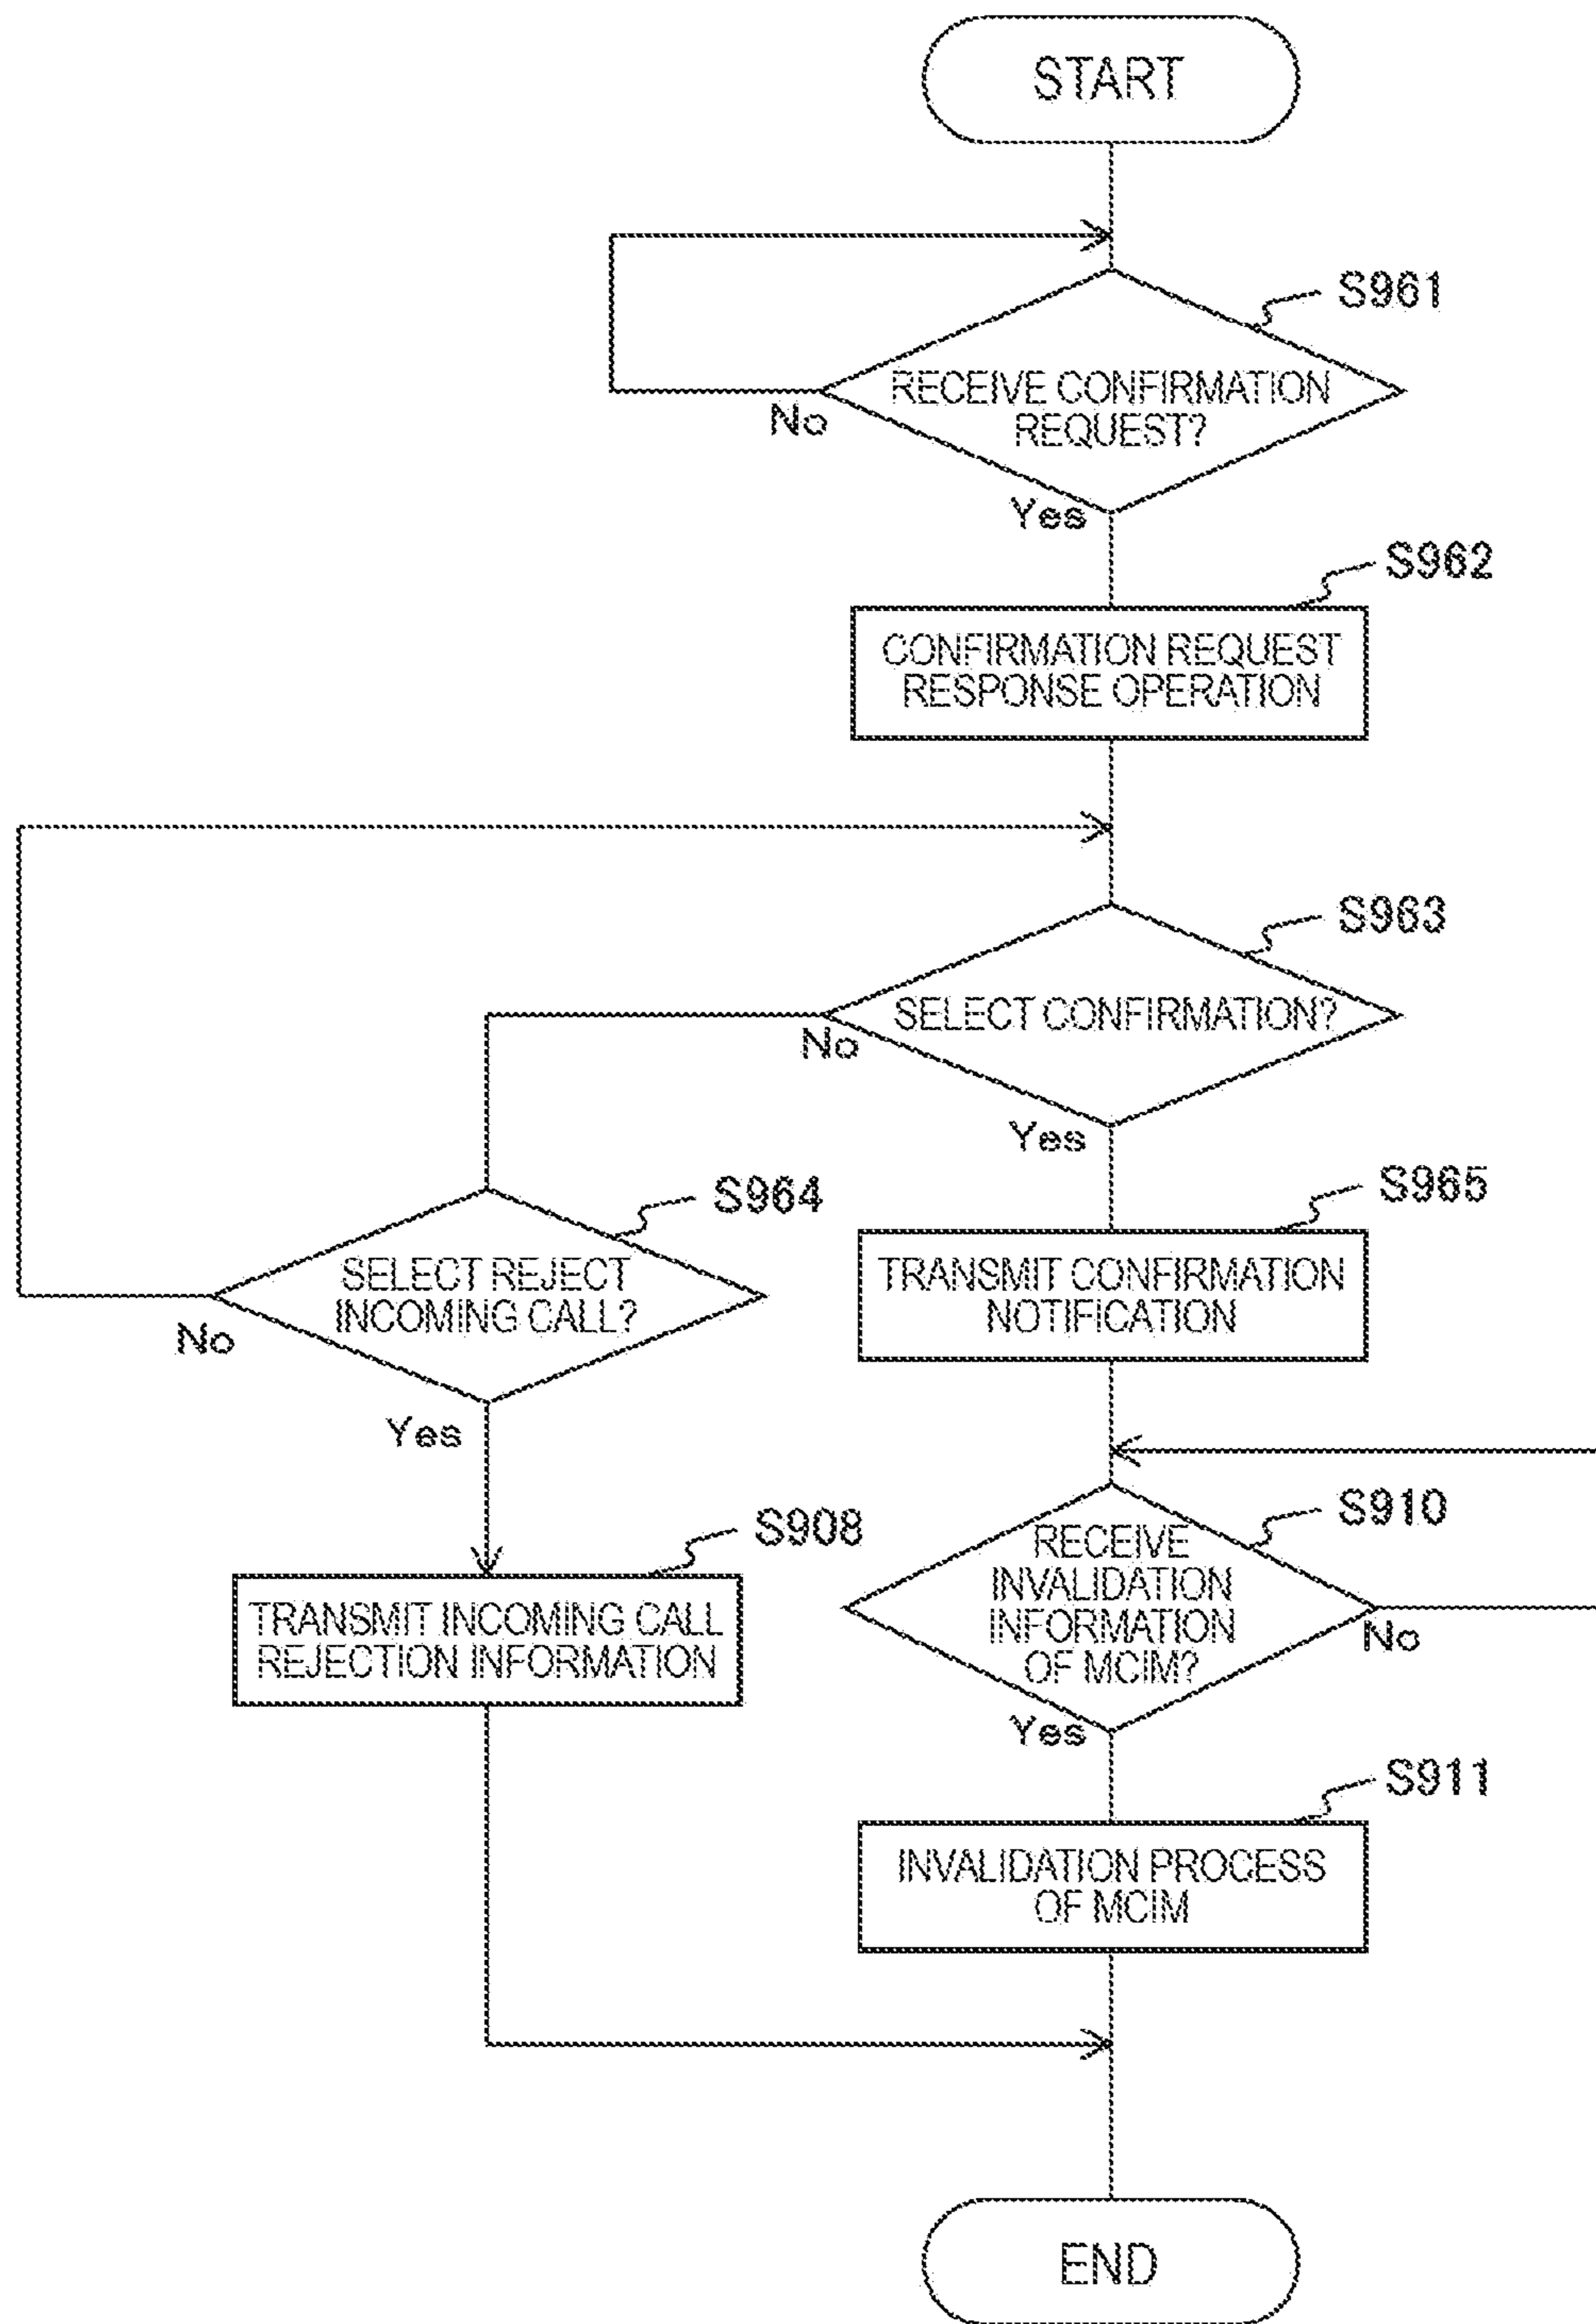 START
S961
RECEIVE CONFIRMATION
REQUEST?
No
Yes
S962
CONFIRMATION REQUEST
RESPONSE OPERATION
S963
SELECT CONFIRMATION?
No
Yes
S964
SELECT REJECT
INCOMING CALL?
No
Yes
S965
TRANSMIT CONFIRMATION
NOTIFICATION
S908
TRANSMIT INCOMING CALL
REJECTION INFORMATION
S910
RECEIVE
INVALIDATION
INFORMATION
OF MCIM?
No
Yes
S911
INVALIDATION PROCESS
OF MCIM
END